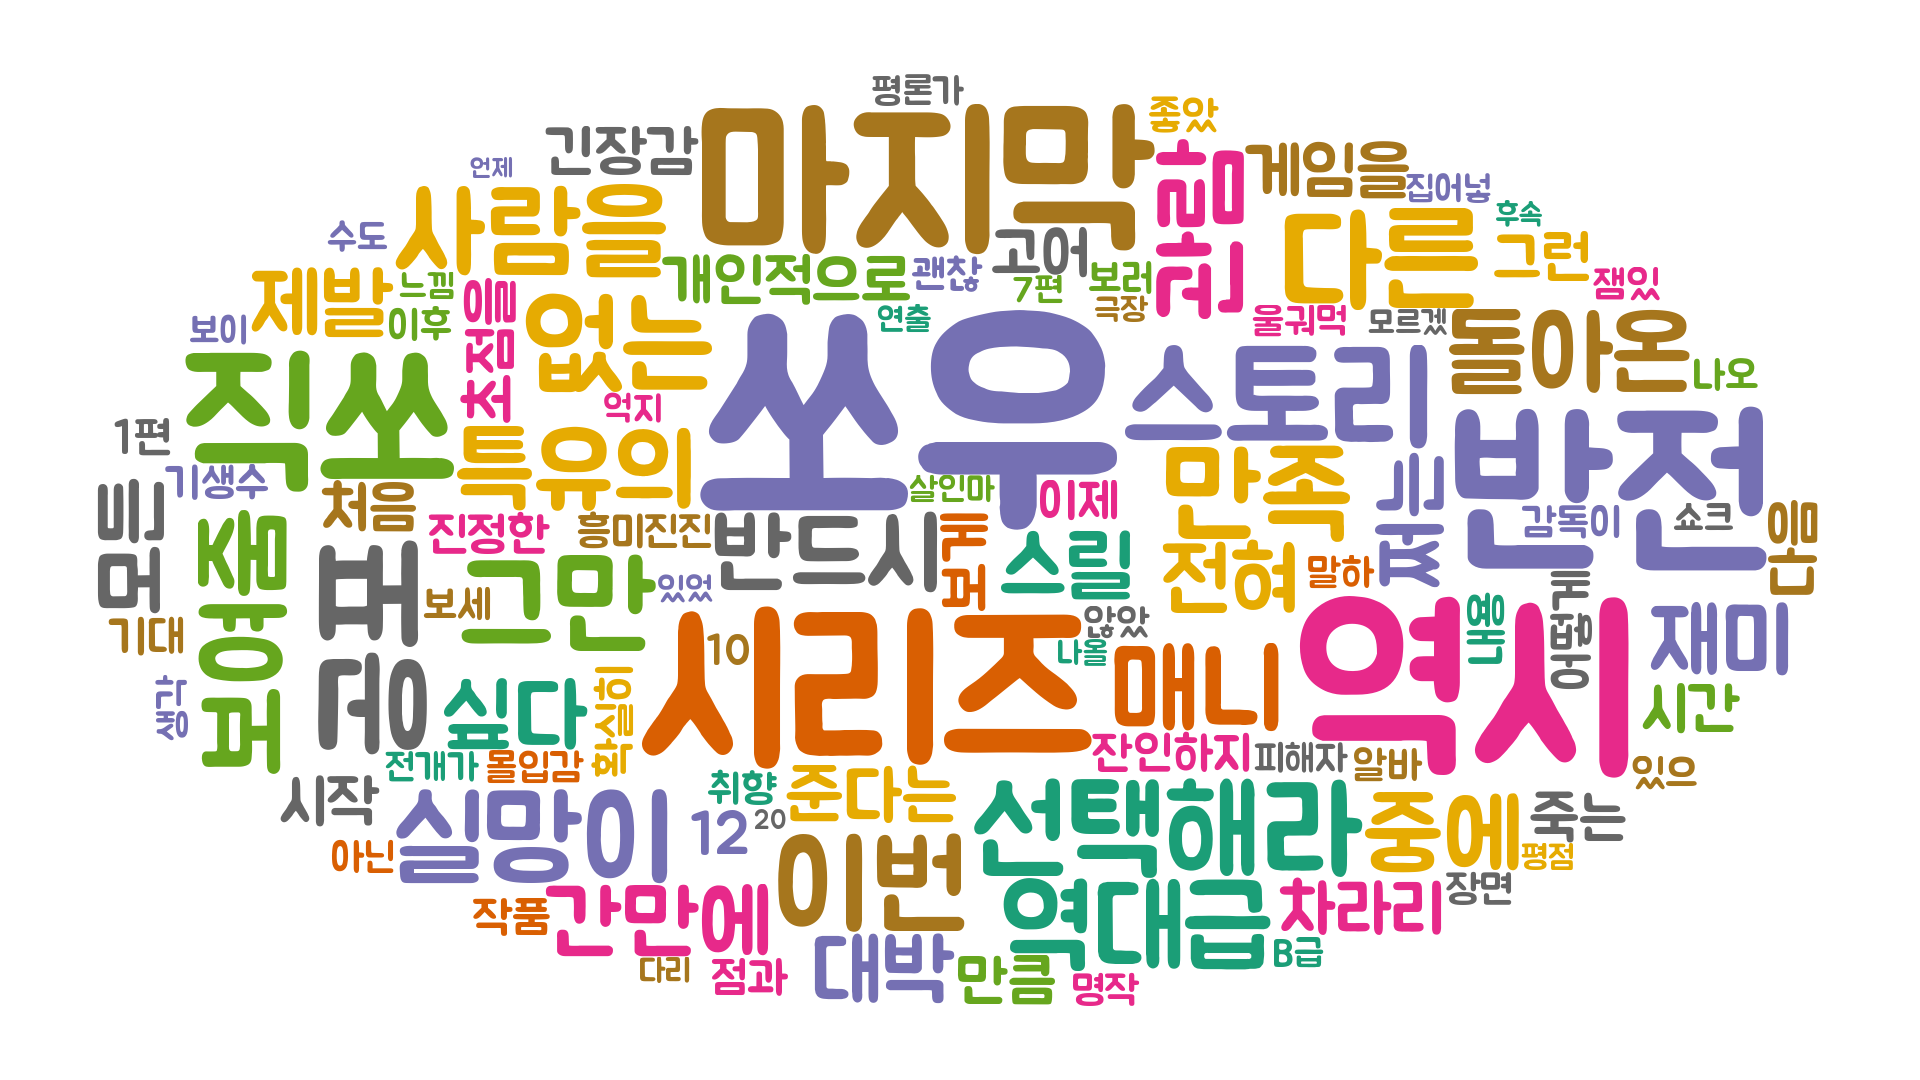 평론가
마지막
좋았
긴장감
언제
사람을
수도
게임을
집어넣
후속
다른
그런
잼있
고어
개인적으로
괜찮
7편
보러
극장
제발
느낌
이후
보이
초점을
없는
억지
연출
울궈먹
모르겠
돌아온
나오
직쏘
쏘우
스토리
반전
1편
기생수
모든
처음
특유의
살인마
이제
만족
감독이
쇼크
진정한
흥미진진
반드시
스릴
전혀
말하
보여줄
기대
보세
그만
있었
않았
나올
재미
시간
역시
시리즈
매니
10
싶다
확실히
생각
전개가
몰입감
잔인하지
피해자
알바
있으
시작
실망이
취향
준다는
12
20
선택해라
중에
죽는
평점
아닌
이번
역대급
차라리
장면
B급
작품
간만에
다리
점과
대박
만큼
명작